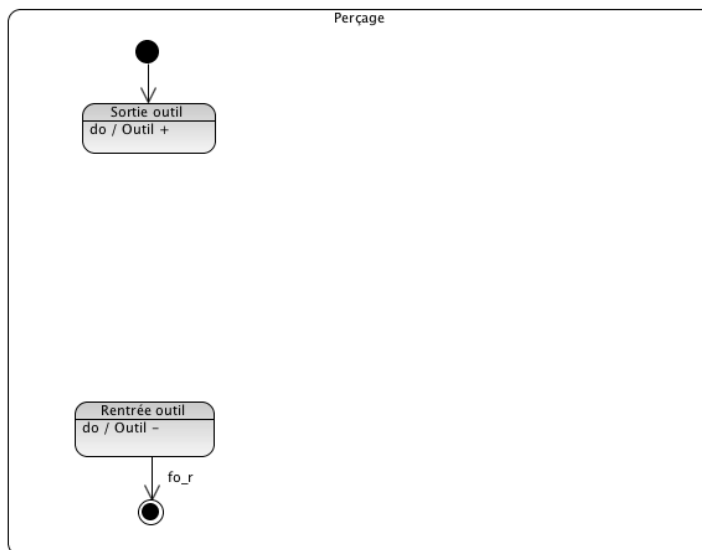 Perçage
Sortie outil
do / Outil +
Rentrée outil
do / Outil -
fo_r